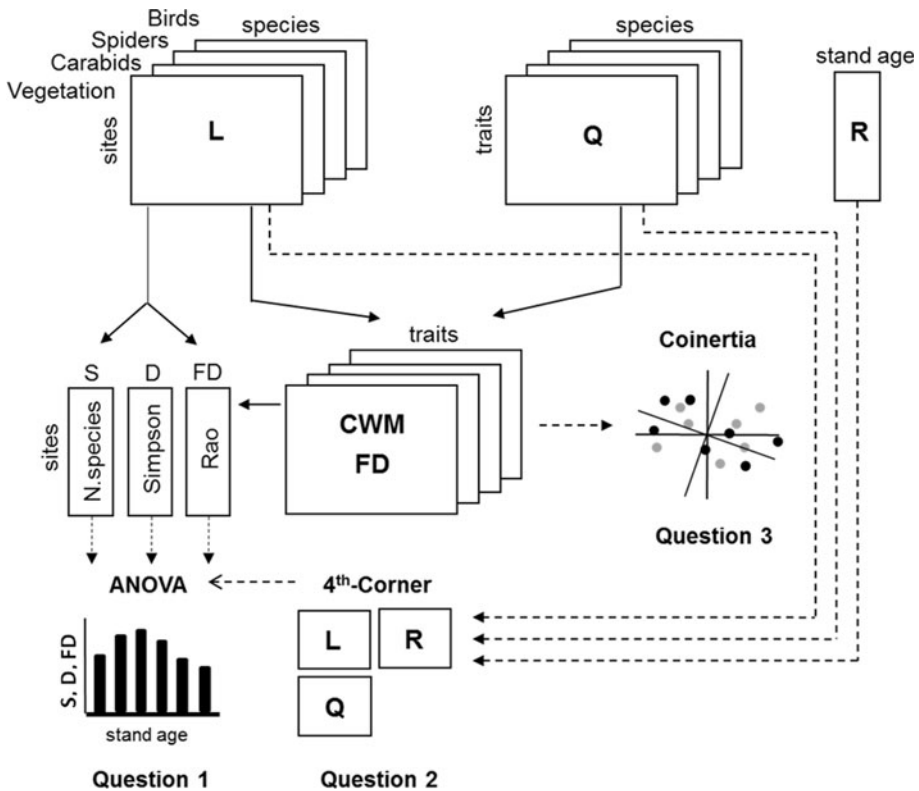 Birds
Spiders
Carabids
Vegetation
species
sites
L
species
traits
Q
stand age
R
traits
CWM
FD
S D FD
sites
N.species
Simpson
Rao
Coinertia
Question 3
ANOVA
S, D, FD
stand age
Question 1
4th-Corner
L R
Q
Question 2